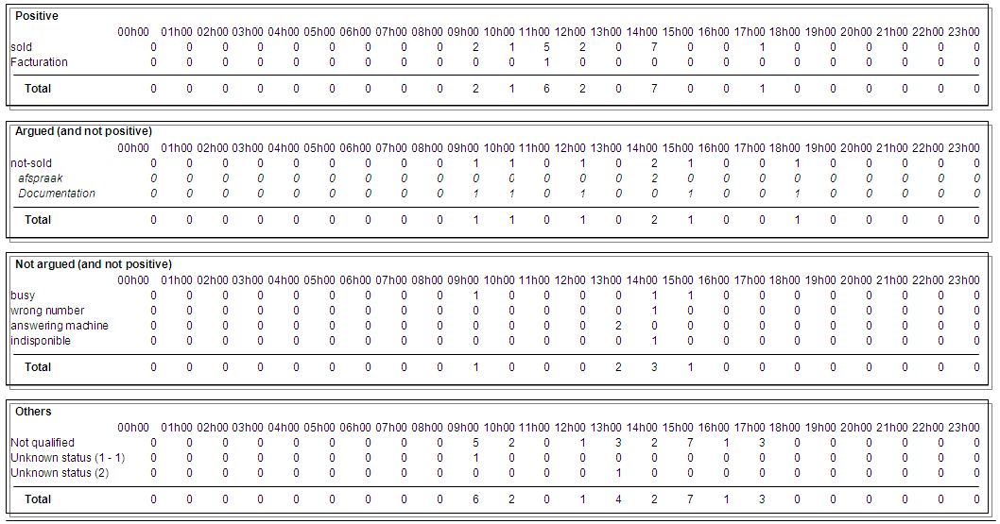 Positive
00h00 01h00 02h00 03h00 04h00 05h00 06h00 07h00 08h00 09h00 10h00 11h00 12h00 13h00 14h00 15h00 16h00 17h00 18h00 19h00 20h00 21h00 22h00 23h00
sold 0 0 0 0 0 0 0 0 0 2 1 5 2 0 7 0 0 1 0 0 0 0 0 0
Facturation 0 0 0 0 0 0 0 0 0 0 0 1 0 0 0 0 0 0 0 0 0 0 0 0
Total 0 0 0 0 0 0 0 0 0 2 1 6 2 0 7 0 0 1 0 0 0 0 0 0
Argued (and not positive)
00h00 01h00 02h00 03h00 04h00 05h00 06h00 07h00 08h00 09h00 10h00 11h00 12h00 13h00 14h00 15h00 16h00 17h00 18h00 19h00 20h00 21h00 22h00 23h00
not-sold 0 0 0 0 0 0 0 0 0 1 1 0 1 0 2 1 0 0 1 0 0 0 0 0
afspraak 0 0 0 0 0 0 0 0 0 0 0 0 0 0 2 0 0 0 0 0 0 0 0 0
Documentation 0 0 0 0 0 0 0 0 0 1 1 0 1 0 0 1 0 0 1 0 0 0 0 0
Total 0 0 0 0 0 0 0 0 0 1 1 0 1 0 2 1 0 0 1 0 0 0 0 0
Not argued (and not positive)
00h00 01h00 02h00 03h00 04h00 05h00 06h00 07h00 08h00 09h00 10h00 11h00 12h00 13h00 14h00 15h00 16h00 17h00 18h00 19h00 20h00 21h00 22h00 23h00
busy 0 0 0 0 0 0 0 0 0 1 0 0 0 0 1 1 0 0 0 0 0 0 0 0
wrong number 0 0 0 0 0 0 0 0 0 0 0 0 0 0 1 0 0 0 0 0 0 0 0 0
answering machine 0 0 0 0 0 0 0 0 0 0 0 0 0 2 0 0 0 0 0 0 0 0 0 0
indisponible 0 0 0 0 0 0 0 0 0 0 0 0 0 0 1 0 0 0 0 0 0 0 0 0
Total 0 0 0 0 0 0 0 0 0 1 0 0 0 2 3 1 0 0 0 0 0 0 0 0
Others
00h00 01h00 02h00 03h00 04h00 05h00 06h00 07h00 08h00 09h00 10h00 11h00 12h00 13h00 14h00 15h00 16h00 17h00 18h00 19h00 20h00 21h00 22h00 23h00
Not qualified 0 0 0 0 0 0 0 0 0 5 2 0 1 3 2 7 1 3 0 0 0 0 0 0
Unknown status (1 - 1) 0 0 0 0 0 0 0 0 0 1 0 0 0 0 0 0 0 0 0 0 0 0 0 0
Unknown status (2) 0 0 0 0 0 0 0 0 0 0 0 0 0 1 0 0 0 0 0 0 0 0 0 0
Total 0 0 0 0 0 0 0 0 0 6 2 0 1 4 2 7 1 3 0 0 0 0 0 0